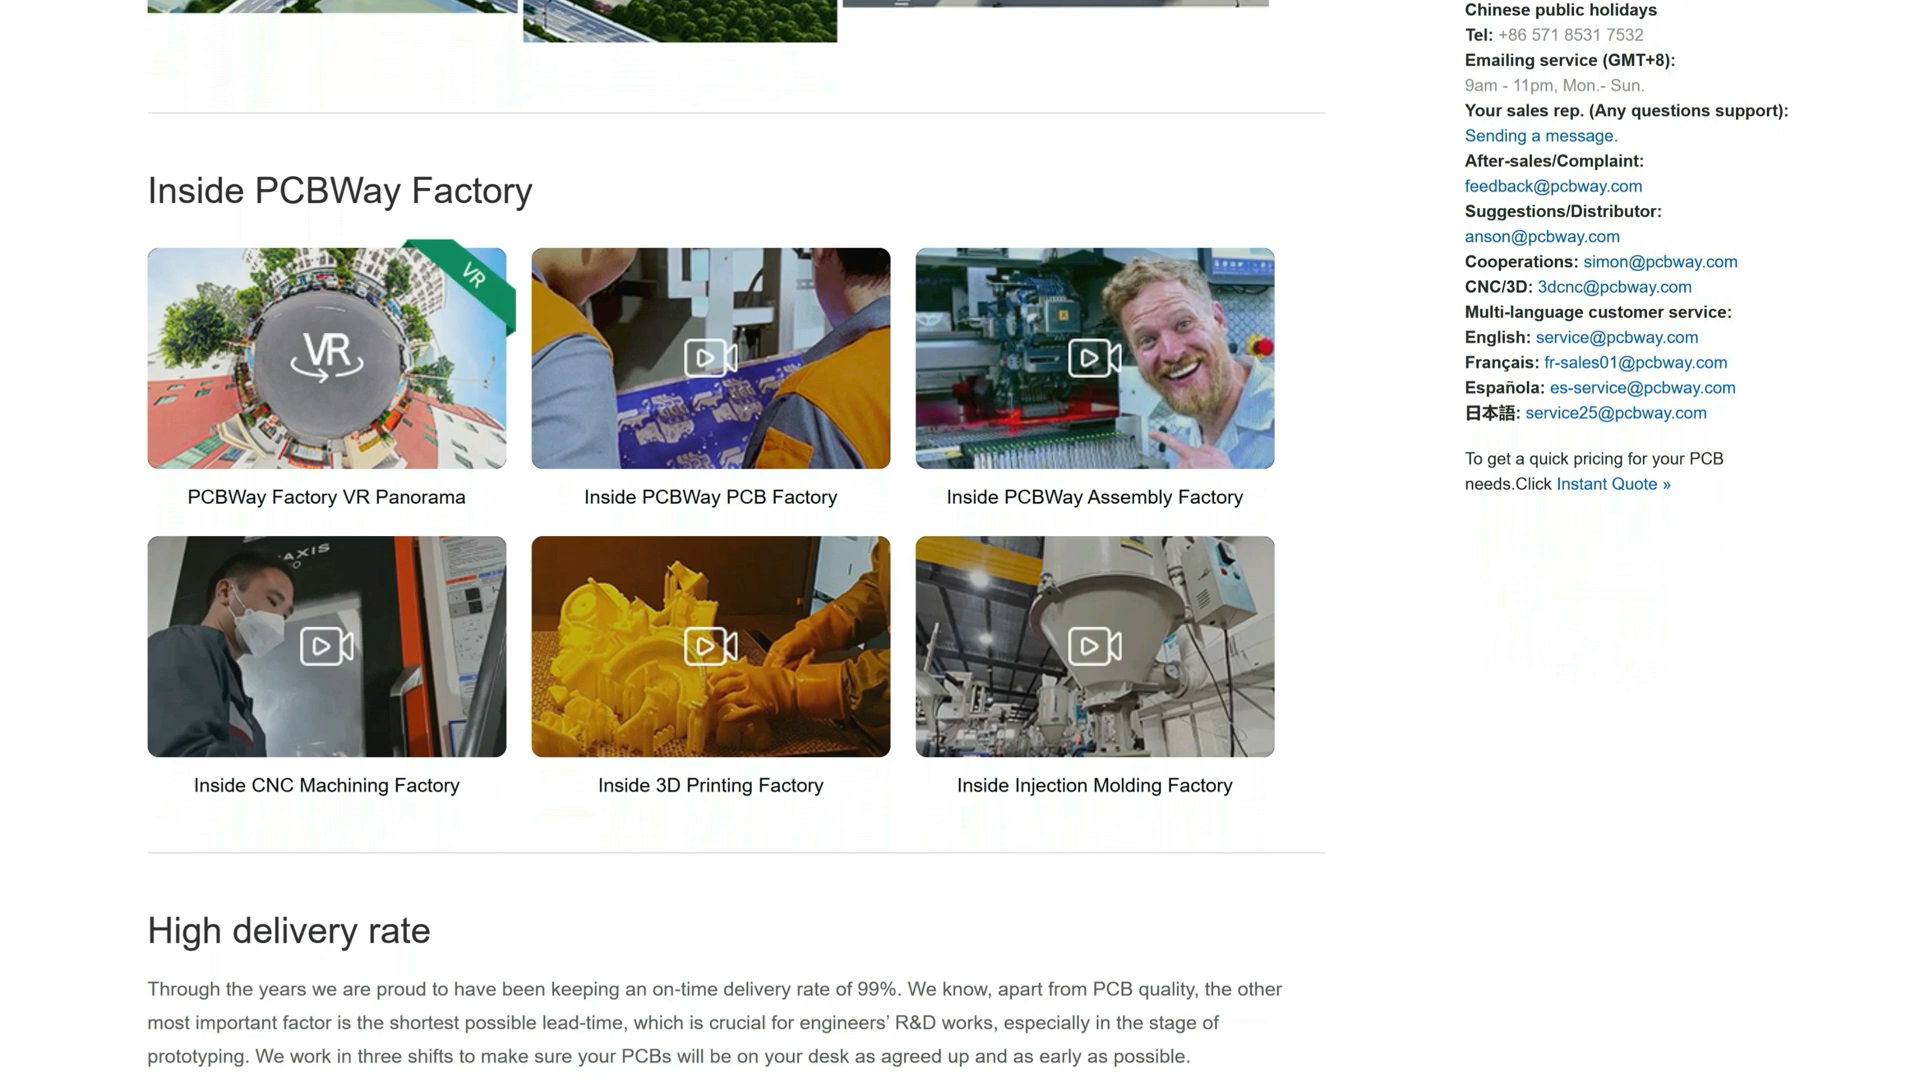 Chinese public holidays
Tel: +86 571 8531 7532
Emailing service (GMT+8):
9am - 11pm, Mon.- Sun.
Your sales rep. (Any questions support):
Sending a message.
After-sales/Complaint:
feedback@pcbway.com
Suggestions/Distributor:
anson@pcbway.com
Cooperations: simon@pcbway.com
CNC/3D: 3dcnc@pcbway.com
Multi-language customer service:
English: service@pcbway.com
Français: fr-sales01@pcbway.com
Española: es-service@pcbway.com
日本語: service25@pcbway.com
To get a quick pricing for your PCB
needs.Click Instant Quote »
Inside PCBWay Factory
VR
VR
PCBWay Factory VR Panorama
Inside PCBWay PCB Factory
Inside PCBWay Assembly Factory
AXIS
Inside CNC Machining Factory
Inside 3D Printing Factory
Inside Injection Molding Factory
High delivery rate
Through the years we are proud to have been keeping an on-time delivery rate of 99%. We know, apart from PCB quality, the other
most important factor is the shortest possible lead-time, which is crucial for engineers’ R&D works, especially in the stage of
prototyping. We work in three shifts to make sure your PCBs will be on your desk as agreed up and as early as possible.